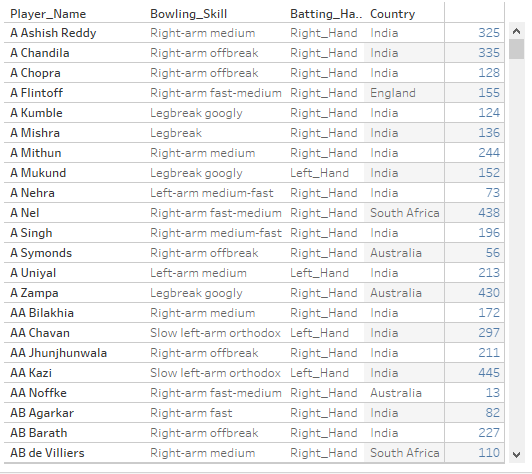 Player_Name Bowling_Skill Batting_Ha.. Country
A Ashish Reddy Right-arm medium Right_Hand India 325
A Chandila Right-arm offbreak Right_Hand India 335
A Chopra Right-arm offbreak Right_Hand India 128
A Flintoff Right-arm fast-medium Right_Hand England 155
A Kumble Legbreak googly Right_Hand India 124
A Mishra Legbreak Right_Hand India 136
A Mithun Right-arm medium Right_Hand India 244
A Mukund Legbreak googly Left_Hand India 152
A Nehra Left-arm medium-fast Right_Hand India 73
A Nel Right-arm fast-medium Right_Hand South Africa 438
A Singh Right-arm medium-fast Right_Hand India 196
A Symonds Right-arm offbreak Right_Hand Australia 56
A Uniyal Left-arm medium Left_Hand India 213
A Zampa Legbreak googly Right_Hand Australia 430
AA Bilakhia Right-arm medium Right_Hand India 172
AA Chavan Slow left-arm orthodox Left_Hand India 297
AA Jhunjhunwala Right-arm offbreak Right_Hand India 211
AA Kazi Slow left-arm orthodox Left_Hand India 445
AA Noffke Right-arm fast-medium Right_Hand Australia 13
AB Agarkar Right-arm fast Right_Hand India 82
AB Barath Right-arm offbreak Right_Hand India 227
AB de Villiers Right-arm medium Right_Hand South Africa 110